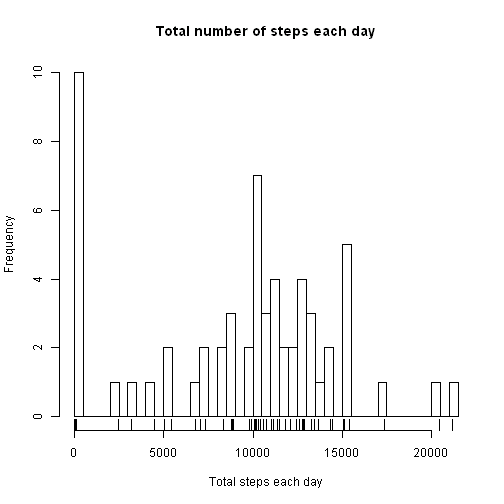 Total number of steps each day
10
8
6
4
2
0
Frequency
0 5000 10000 15000 20000
Total steps each day